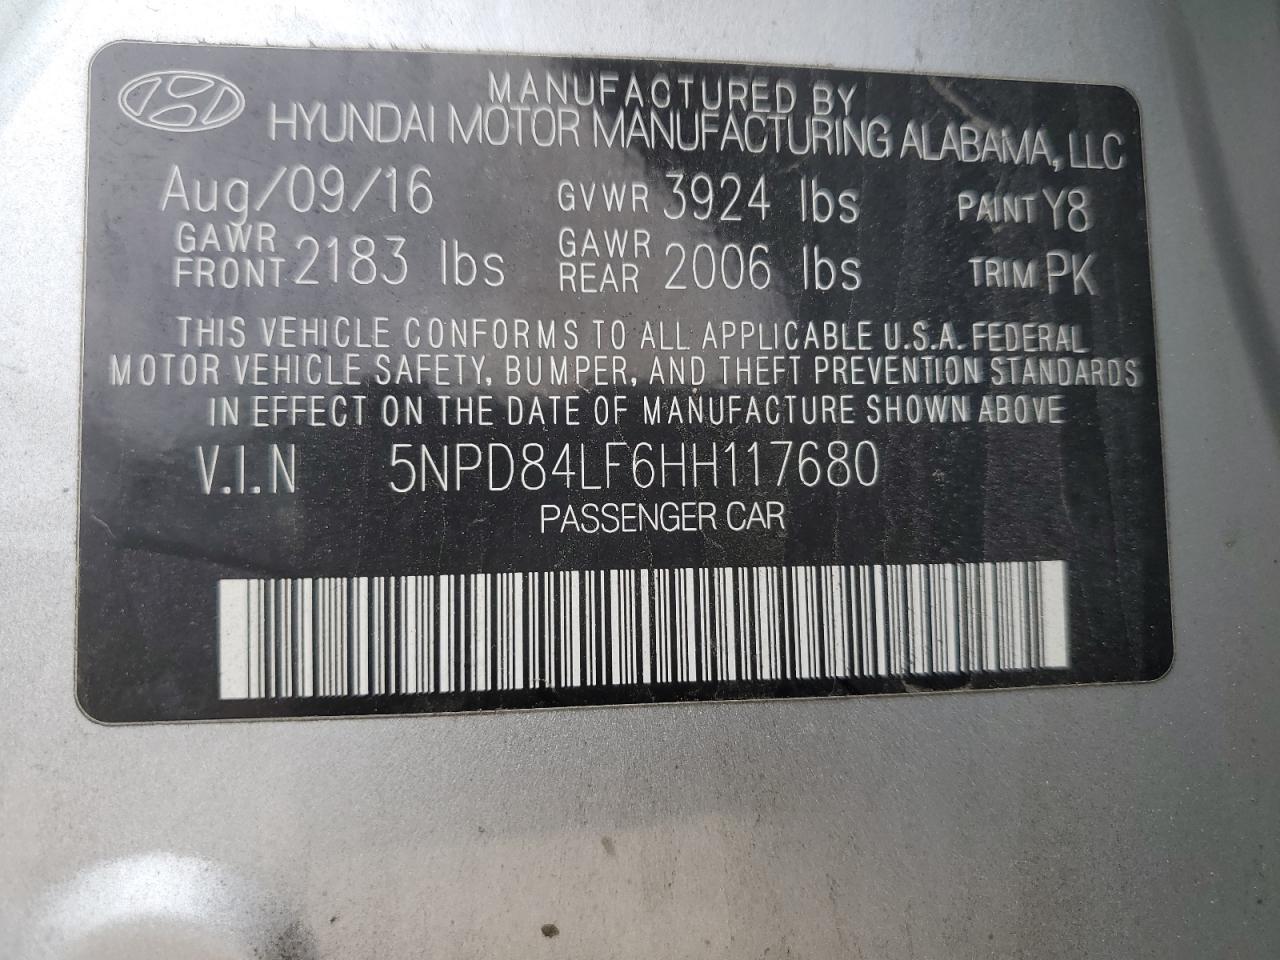 MANUFACTURED BY
HYUNDAI MOTOR MANUFACTURING ALABAMA, LLC
Aug/09/16 GVWR 3924 lbs PAINT Y8
GAWR FRONT 2183 lbs GAWR REAR 2006 lbs TRIM PK
THIS VEHICLE CONFORMS TO ALL APPLICABLE U.S.A. FEDERAL
MOTOR VEHICLE SAFETY, BUMPER, AND THEFT PREVENTION STANDARDS
IN EFFECT ON THE DATE OF MANUFACTURE SHOWN ABOVE
V.I.N 5NPD84LF6HH117680
PASSENGER CAR